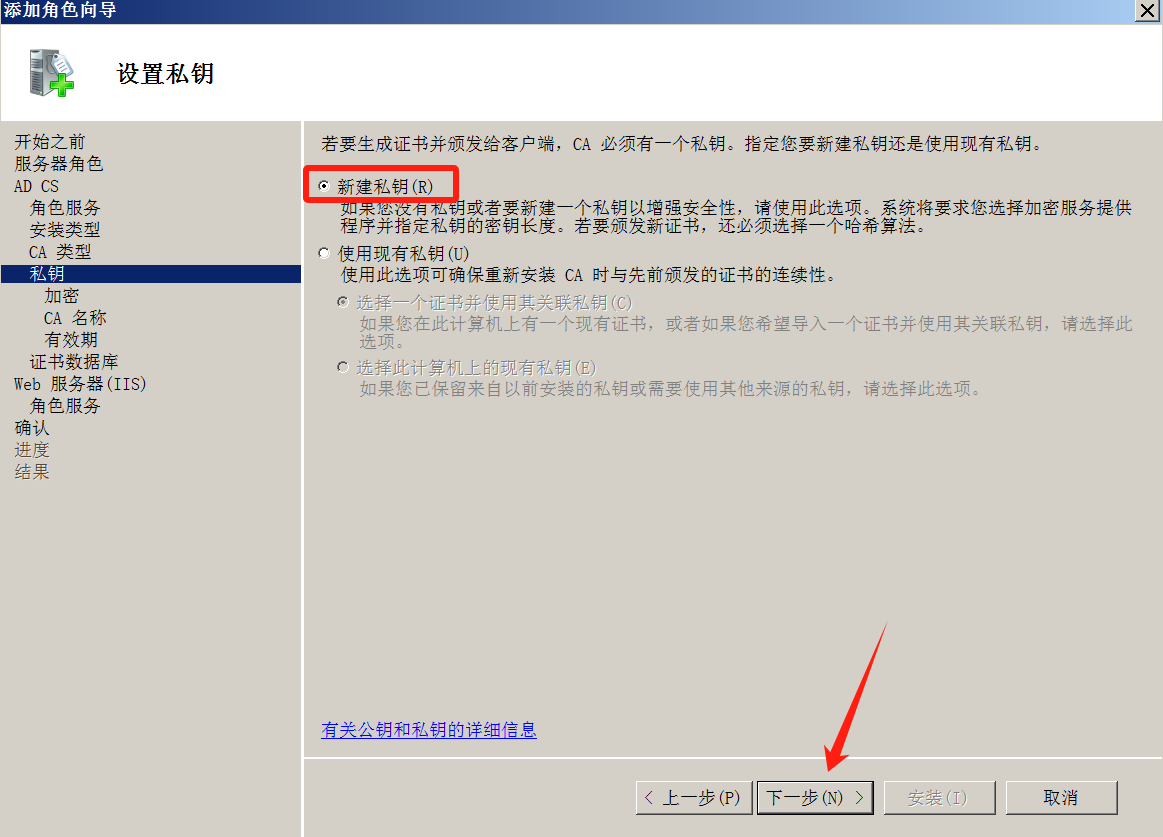 添加角色向导
设置私钥
开始之前
服务器角色
AD CS
角色服务
安装类型
CA 类型
私钥
加密
CA 名称
有效期
证书数据库
Web 服务器(IIS)
角色服务
确认
进度
结果
若要生成证书并颁发给客户端，CA 必须有一个私钥。指定您要新建私钥还是使用现有私钥。
新建私钥(R)
如果您没有私钥或者要新建一个私钥以增强安全性，请使用此选项。系统将要求您选择加密服务提供
程序并指定私钥的密钥长度。若要颁发新证书，还必须选择一个哈希算法。
使用现有私钥(U)
使用此选项可确保重新安装 CA 时与先前颁发的证书的连续性。
选择一个证书并使用其关联私钥(C)
如果您在此计算机上有一个现有证书，或者如果您希望导入一个证书并使用其关联私钥，请选择此
选项。
选择此计算机上的现有私钥(E)
如果您已保留来自以前安装的私钥或需要使用其他来源的私钥，请选择此选项。
有关公钥和私钥的详细信息
< 上一步(P)
下一步(N) >
安装(I)
取消